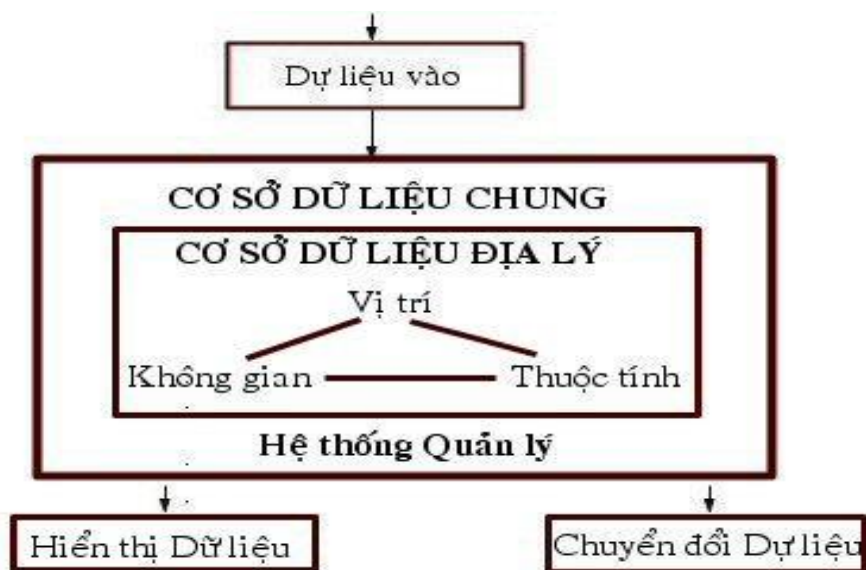 Dự liệu vào
CƠ SỞ DỮ LIỆU CHUNG
CƠ SỞ DỮ LIỆU ĐỊA LÝ
Vị trí
Không gian
Thuộc tính
Hệ thống Quản lý
Hiển thị Dữ liệu
Chuyển đổi Dự liệu